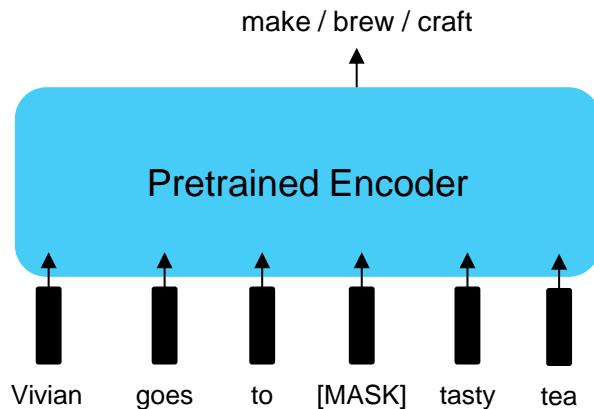 make / brew / craft
Pretrained Encoder
Vivian goes to [MASK] tasty tea